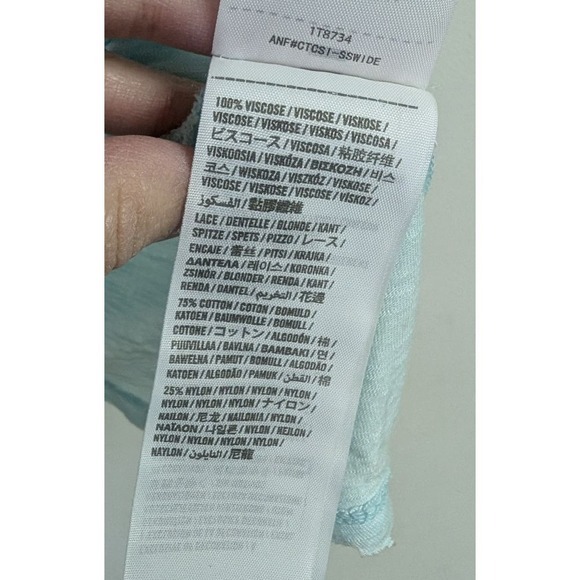 1T8734
ANF#CTCS1-SSWIDE
100% VISCOSE / VISCOSE / VISKOSE /
VISCOSE / VISKOSE / VISKOS / VISCOSA /
ビスコース / VISCOSA / 粘胶纤维 /
VISKOOSIA / VISKÓZA / ΒΙΣΚΟΖΗ / 비스
코스 / WISKOZA / VISZKÓZ / VISKOSE /
VISCOSE / VISKOSE / VISCOSE / VISKOZ /
الفسكوز / 黏膠纖維
LACE / DENTELLE / BLONDE / KANT /
SPITZE / SPETS / PIZZO / レース /
ENCAJE / 蕾丝 / PITSI / KRAJKA /
ΔΑΝΤΕΛΑ / 레이스 / KORONKA /
ZSINÓR / BLONDER / RENDA / KANT /
RENDA / DANTEL / التخريم / 花邊
75% COTTON / COTON / BOMULD /
KATOEN / BAUMWOLLE / BOMULL /
COTONE / コットン / ALGODÓN / 棉 /
PUUVILLAA / BAVLNA / ΒΑΜΒΑΚΙ / 면 /
BAWEŁNA / PAMUT / BOMULL / ALGODÃO /
KATOEN / ALGODÃO / PAMUK / القطن / 棉
25% NYLON / NYLON / NYLON / NYLON /
NYLON / NYLON / NYLON / ナイロン /
NAILON / 尼龙 / NAILONIA / NYLON /
ΝΑΪΛΟΝ / 나일론 / NYLON / NEJLON /
NYLON / NYLON / NYLON / NYLON /
NAYLON / النايلون / 尼龍